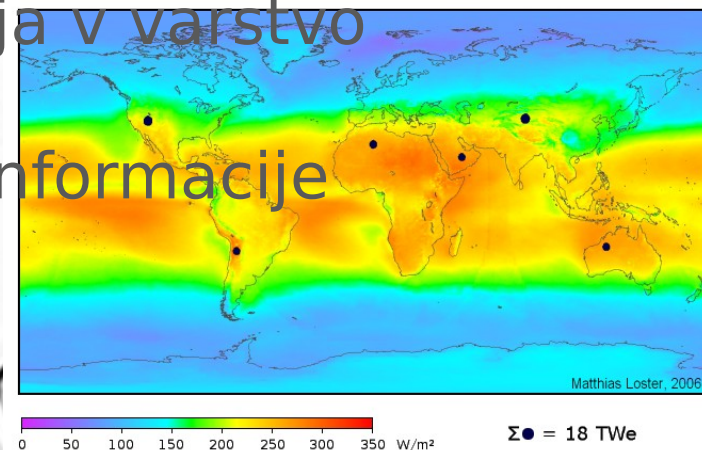 ja v varstvo
nformacije
Matthias Loster, 2006
0 50 100 150 200 250 300 350 W/m²
Σ● = 18 TWe